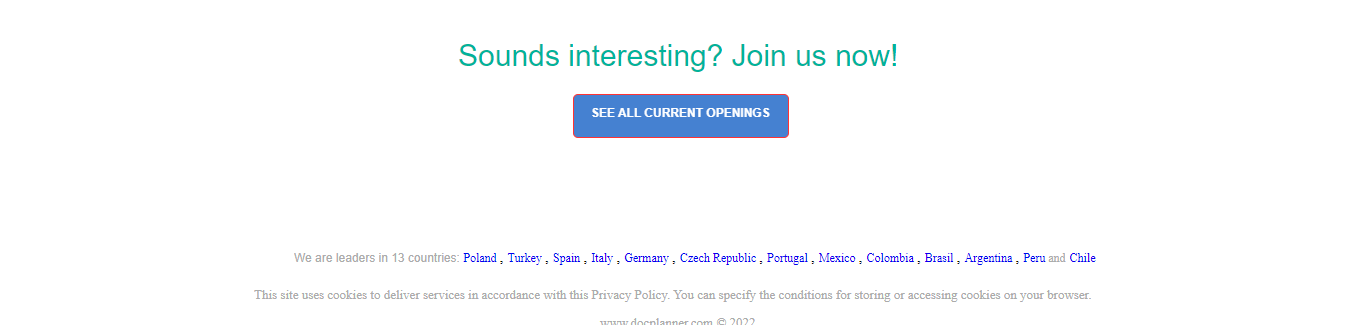 Sounds interesting? Join us now!
SEE ALL CURRENT OPENINGS
We are leaders in 13 countries: Poland , Turkey , Spain , Italy , Germany , Czech Republic , Portugal , Mexico , Colombia , Brasil , Argentina , Peru and Chile
This site uses cookies to deliver services in accordance with this Privacy Policy. You can specify the conditions for storing or accessing cookies on your browser.
www.docplanner.com © 2022